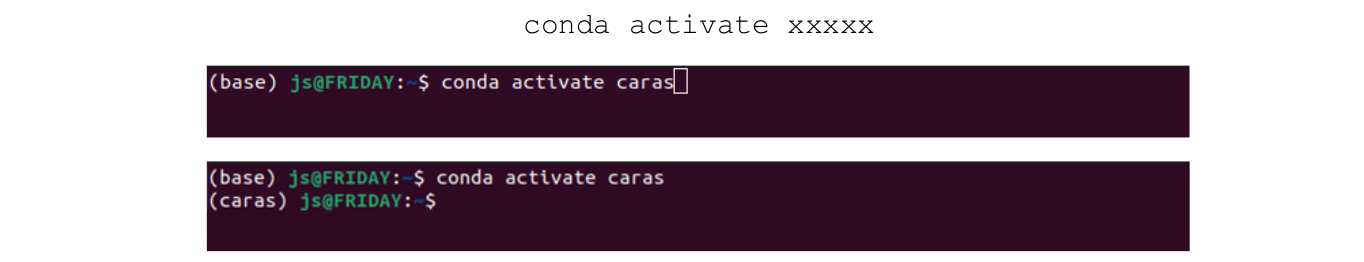 conda activate xxxxx
(base) js@FRIDAY:~$ conda activate caras
(base) js@FRIDAY:~$ conda activate caras
(caras) js@FRIDAY:~$